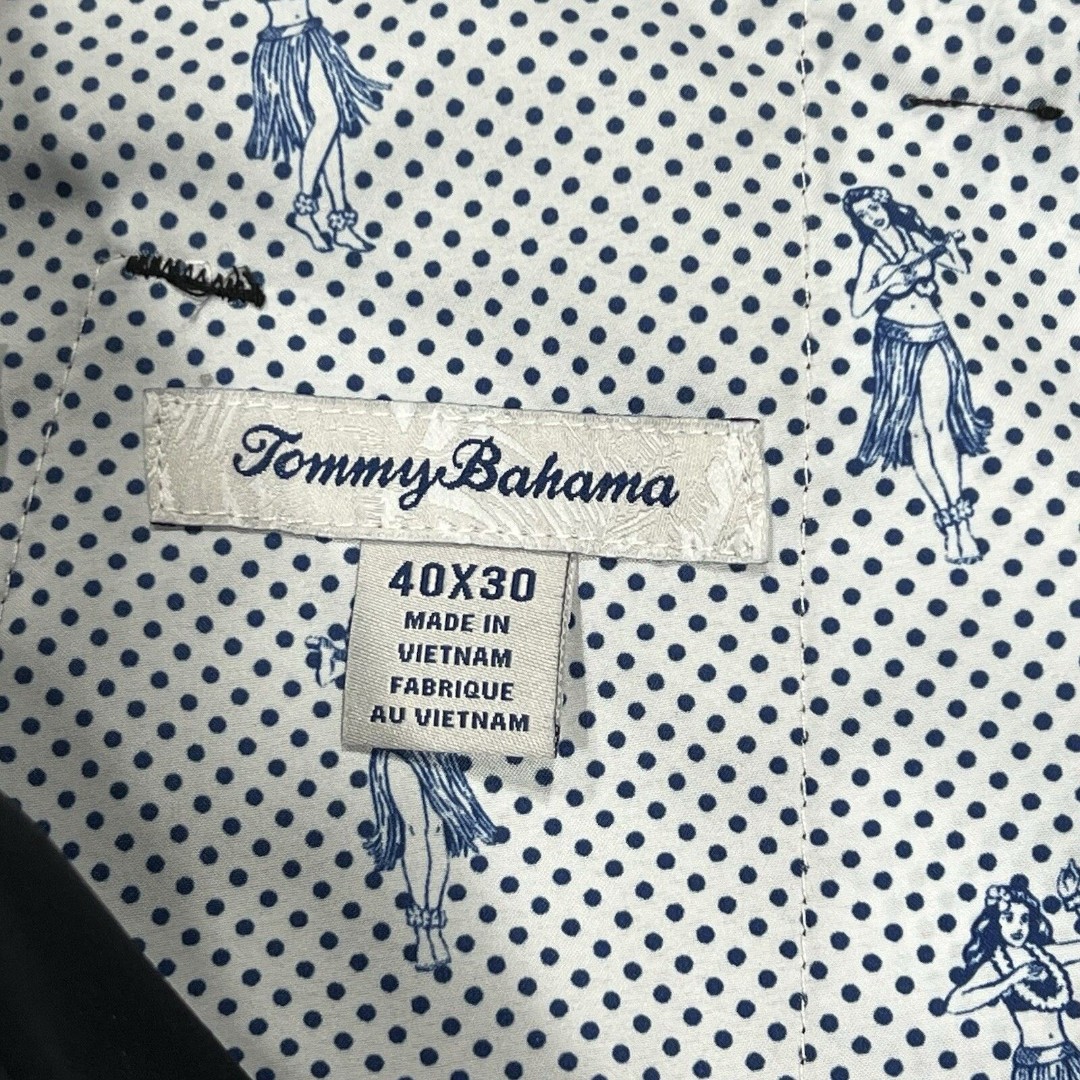 Tommy Bahama
40X30
MADE IN
VIETNAM
FABRIQUE
AU VIETNAM